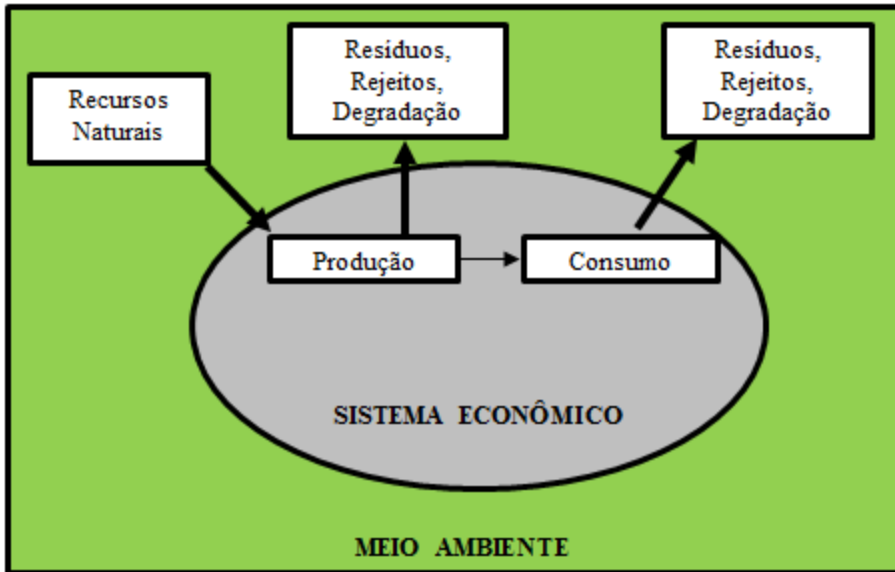 Recursos
Naturais
Resíduos,
Rejeitos,
Degradação
Resíduos,
Rejeitos,
Degradação
Produção
Consumo
SISTEMA ECONÔMICO
MEIO AMBIENTE